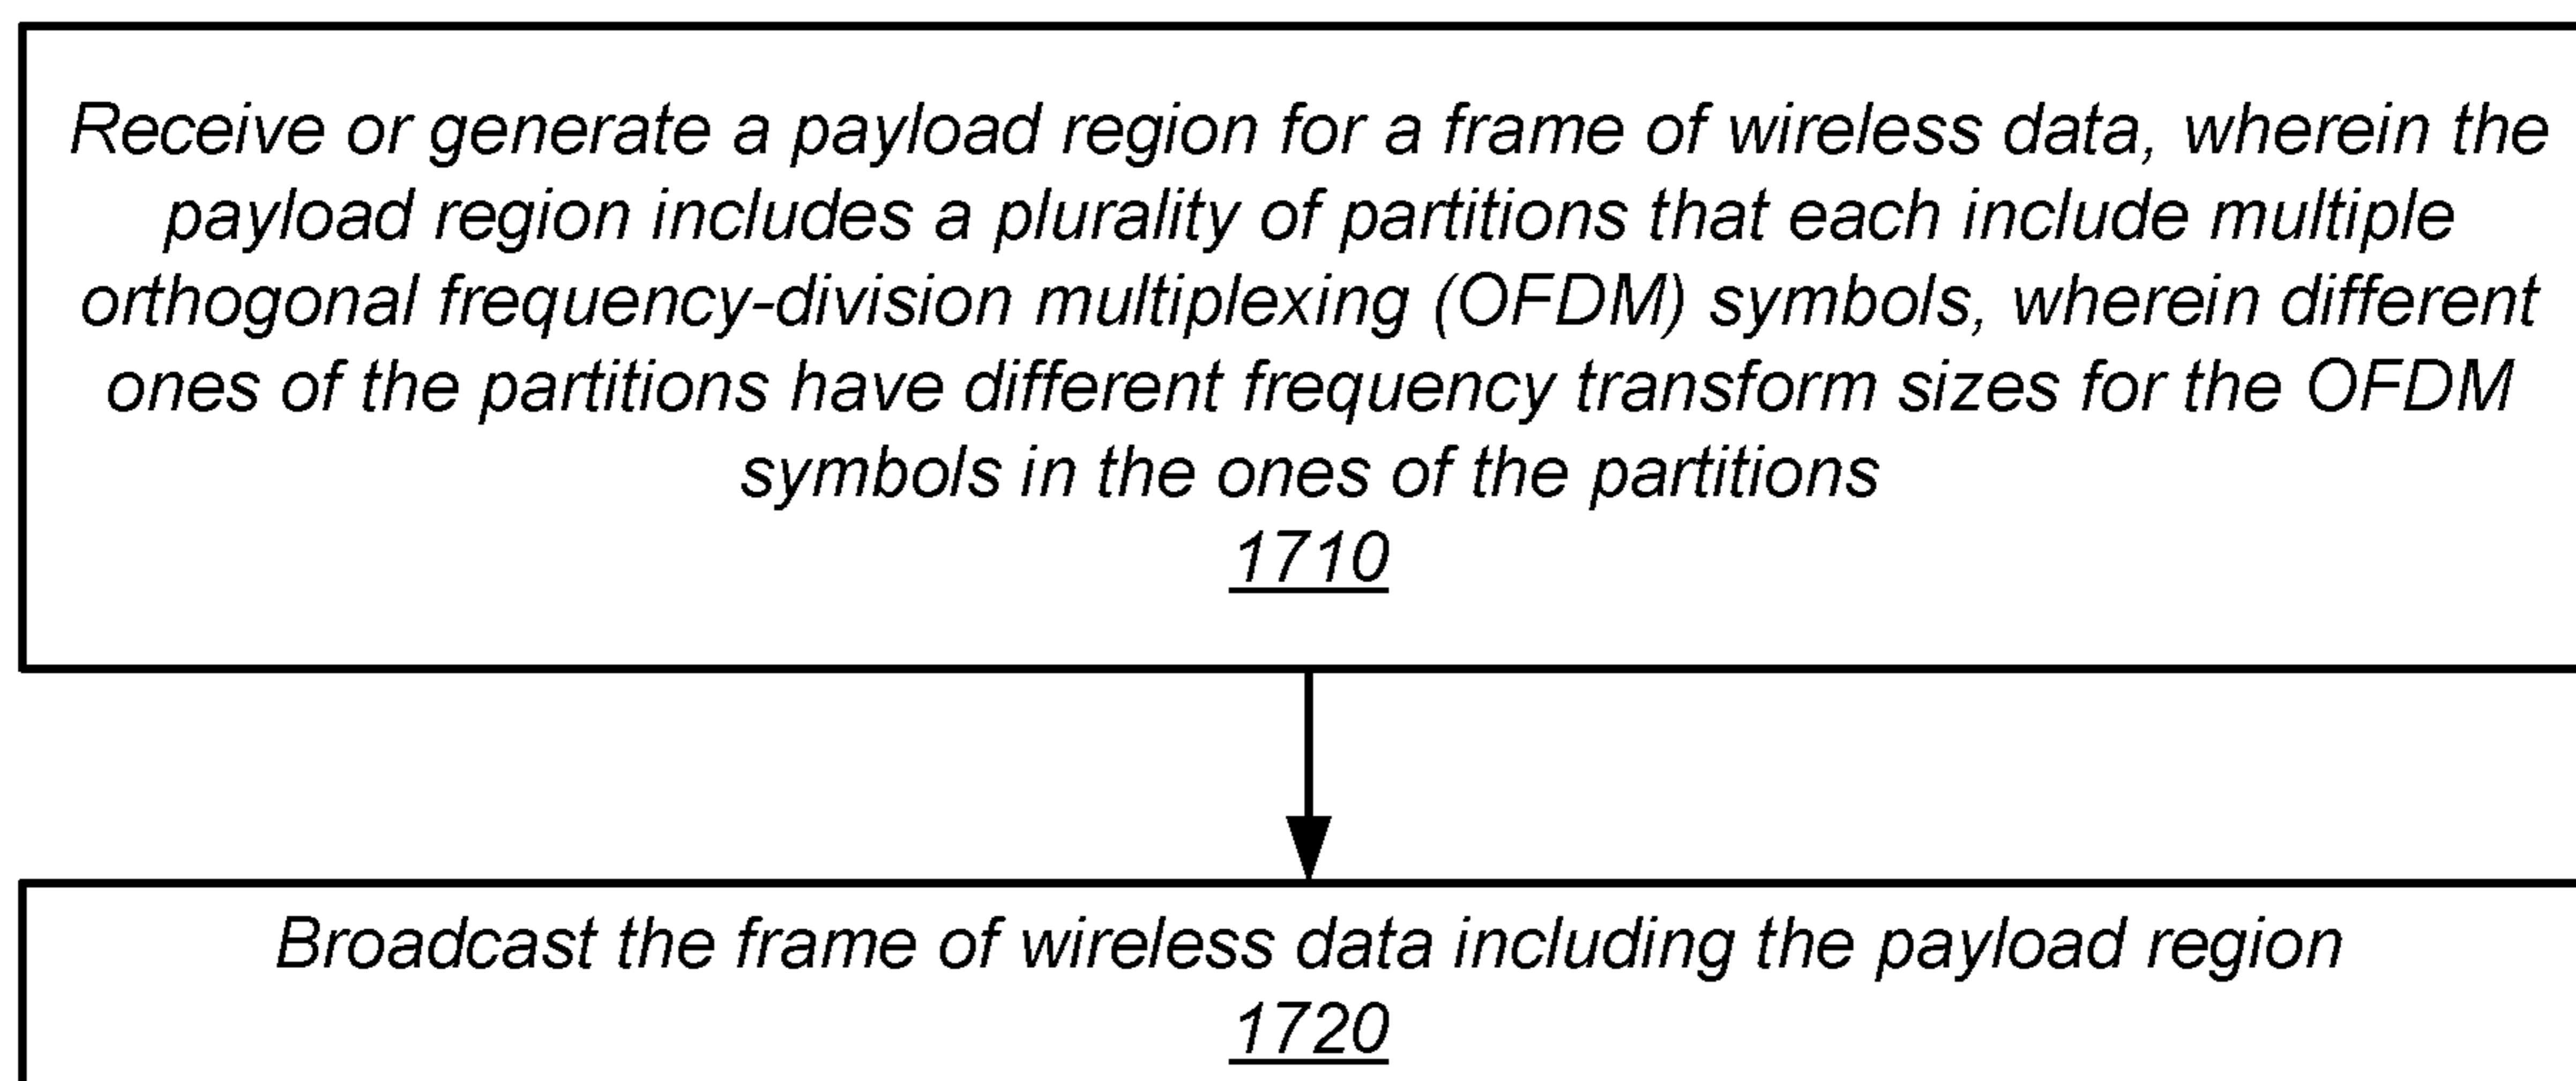 Receive or generate a payload region for a frame of wireless data, wherein the
payload region includes a plurality of partitions that each include multiple
orthogonal frequency-division multiplexing (OFDM) symbols, wherein different
ones of the partitions have different frequency transform sizes for the OFDM
symbols in the ones of the partitions
1710
Broadcast the frame of wireless data including the payload region
1720